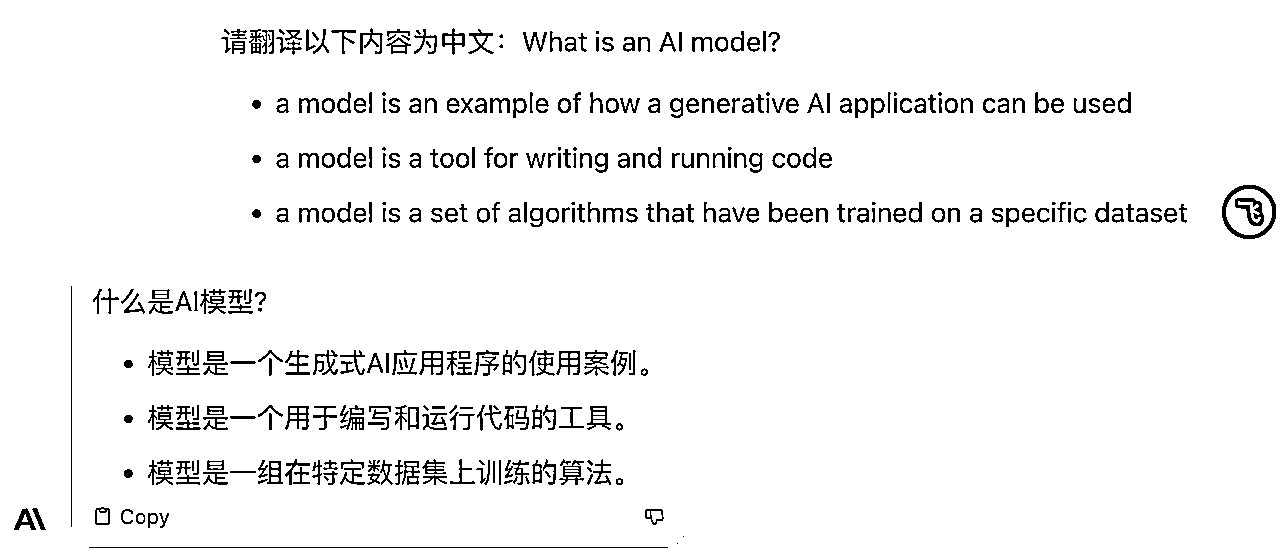 请翻译以下内容为中文：What is an AI model?
• a model is an example of how a generative AI application can be used
• a model is a tool for writing and running code
• a model is a set of algorithms that have been trained on a specific dataset
什么是AI模型?
• 模型是一个生成式AI应用程序的使用案例。
• 模型是一个用于编写和运行代码的工具。
• 模型是一组在特定数据集上训练的算法。
Copy